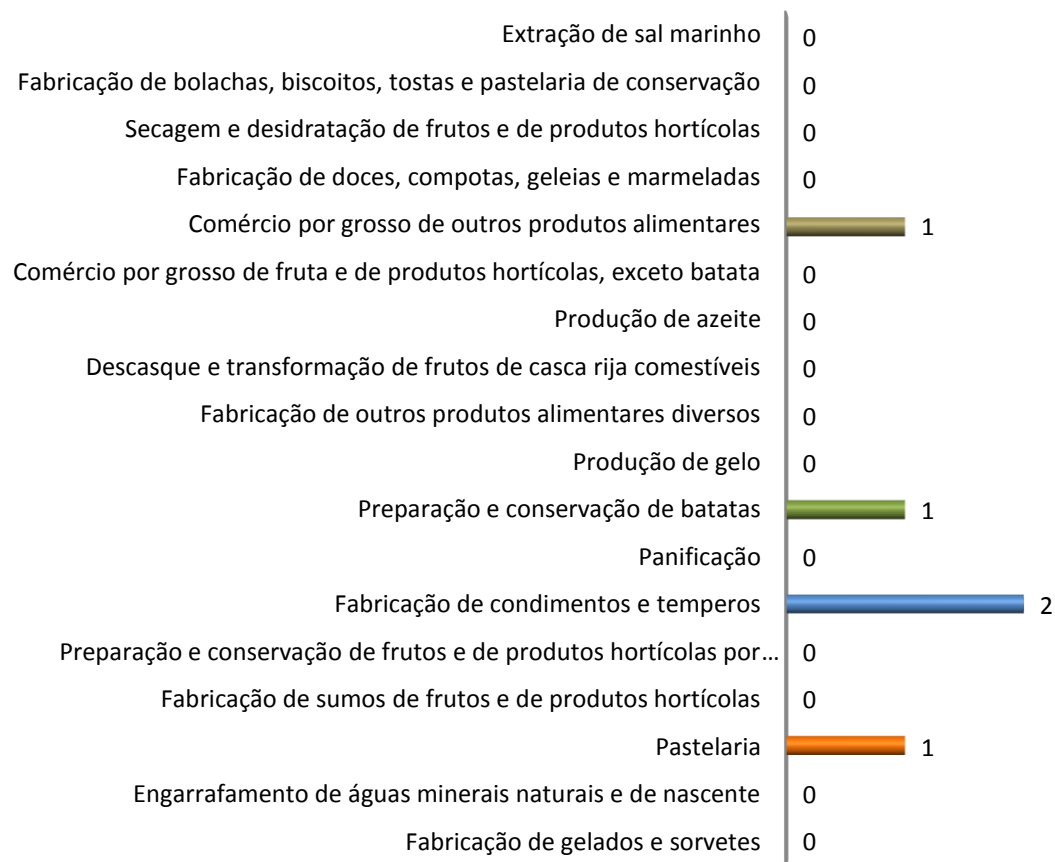 Extração de sal marinho 0
Fabricação de bolachas, biscoitos, tostas e pastelaria de conservação 0
Secagem e desidratação de frutos e de produtos hortícolas 0
Fabricação de doces, compotas, geleias e marmeladas 0
Comércio por grosso de outros produtos alimentares 1
Comércio por grosso de fruta e de produtos hortícolas, exceto batata 0
Produção de azeite 0
Descasque e transformação de frutos de casca rija comestíveis 0
Fabricação de outros produtos alimentares diversos 0
Produção de gelo 0
Preparação e conservação de batatas 1
Panificação 0
Fabricação de condimentos e temperos 2
Preparação e conservação de frutos e de produtos hortícolas por… 0
Fabricação de sumos de frutos e de produtos hortícolas 0
Pastelaria 1
Engarrafamento de águas minerais naturais e de nascente 0
Fabricação de gelados e sorvetes 0